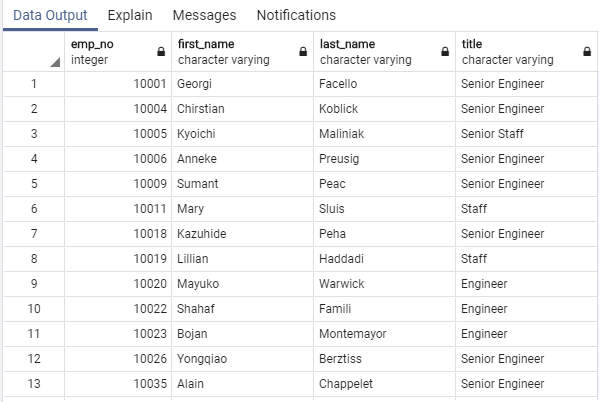 Data Output Explain Messages Notifications
emp_no first_name last_name title
integer character varying character varying character varying
1 10001 Georgi Facello Senior Engineer
2 10004 Chirstian Koblick Senior Engineer
3 10005 Kyoichi Maliniak Senior Staff
4 10006 Anneke Preusig Senior Engineer
5 10009 Sumant Peac Senior Engineer
6 10011 Mary Sluis Staff
7 10018 Kazuhide Peha Senior Engineer
8 10019 Lillian Haddadi Staff
9 10020 Mayuko Warwick Engineer
10 10022 Shahaf Famili Engineer
11 10023 Bojan Montemayor Engineer
12 10026 Yongqiao Berztiss Senior Engineer
13 10035 Alain Chappelet Senior Engineer